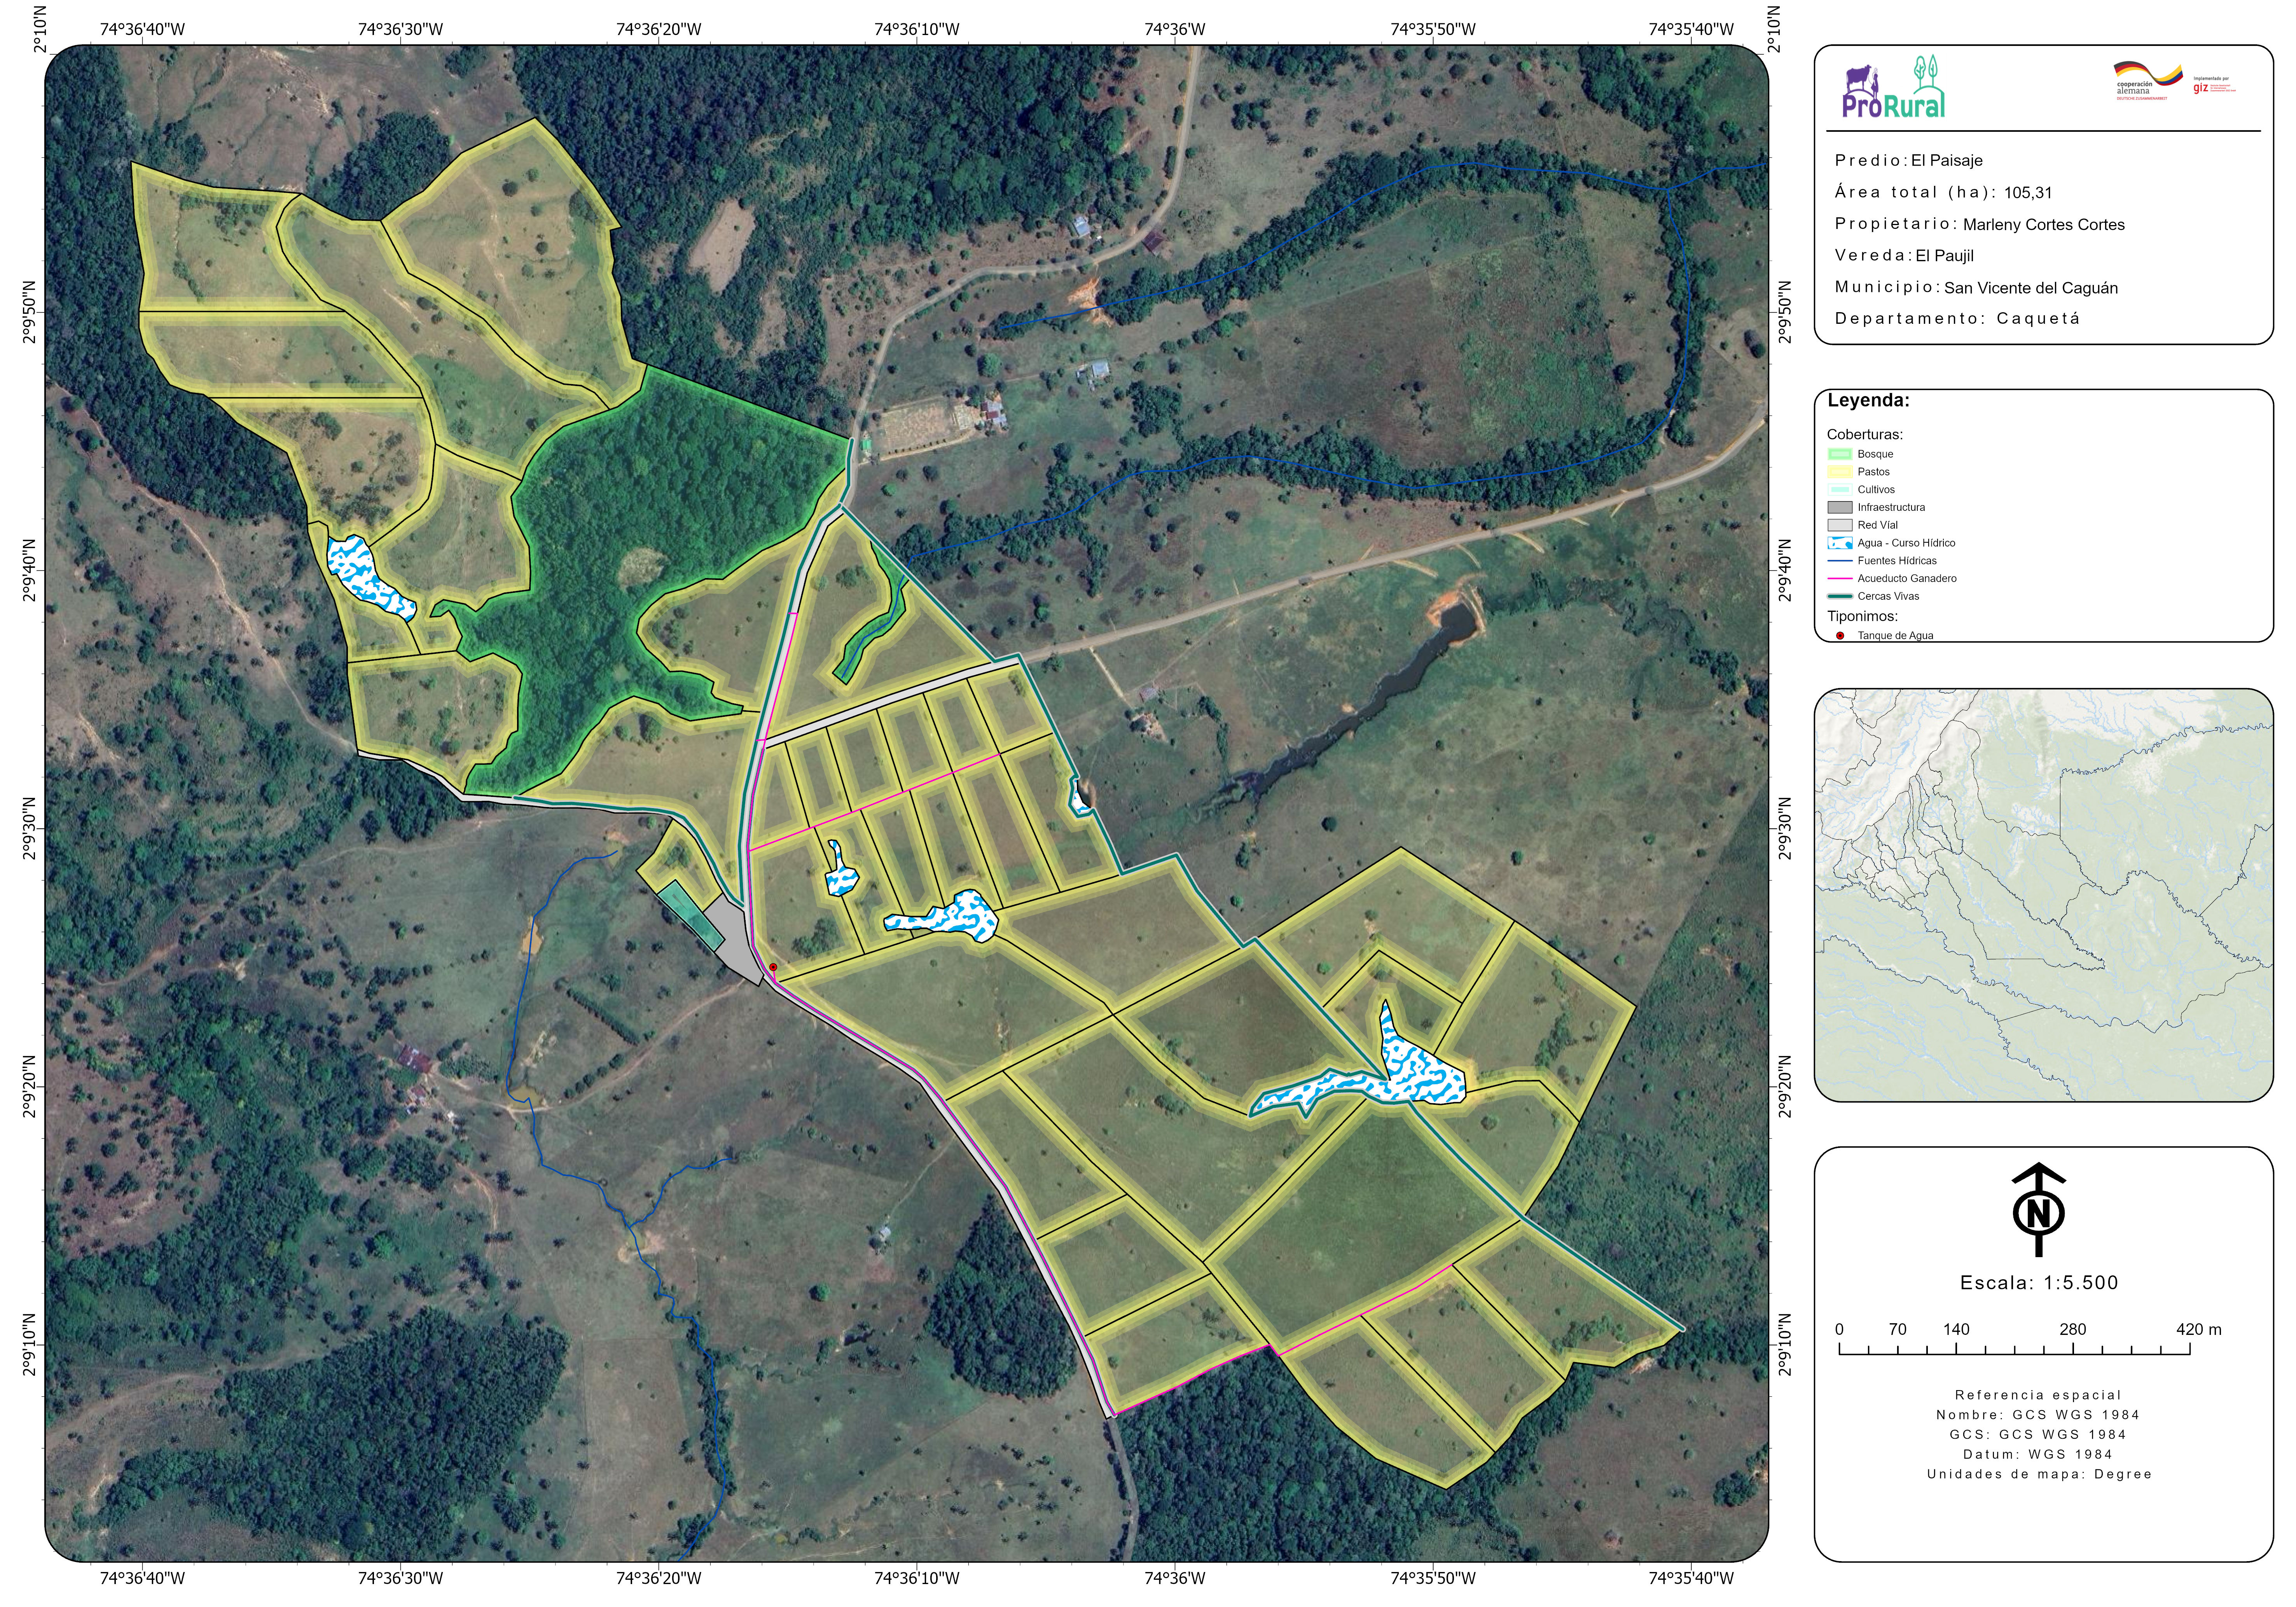 74°36'40"W 74°36'30"W 74°36'20"W 74°36'10"W 74°36'W 74°35'50"W 74°35'40"W
2°10'N 2°10'N
2°9'50"N 2°9'50"N
2°9'40"N 2°9'40"N
2°9'30"N 2°9'30"N
2°9'20"N 2°9'20"N
2°9'10"N 2°9'10"N
74°36'40"W 74°36'30"W 74°36'20"W 74°36'10"W 74°36'W 74°35'50"W 74°35'40"W
ProRural
cooperación
alemana
DEUTSCHE ZUSAMMENARBEIT
Implementada por
giz
Predio: El Paisaje
Área total (ha): 105,31
Propietario: Marleny Cortes Cortes
Vereda: El Paujil
Municipio: San Vicente del Caguán
Departamento: Caquetá
Leyenda:
Coberturas:
Bosque
Pastos
Cultivos
Infraestructura
Red Víal
Agua - Curso Hídrico
Fuentes Hídricas
Acueducto Ganadero
Cercas Vivas
Tiponimos:
Tanque de Agua
N
Escala: 1:5.500
0 70 140 280 420 m
Referencia espacial
Nombre: GCS WGS 1984
GCS: GCS WGS 1984
Datum: WGS 1984
Unidades de mapa: Degree